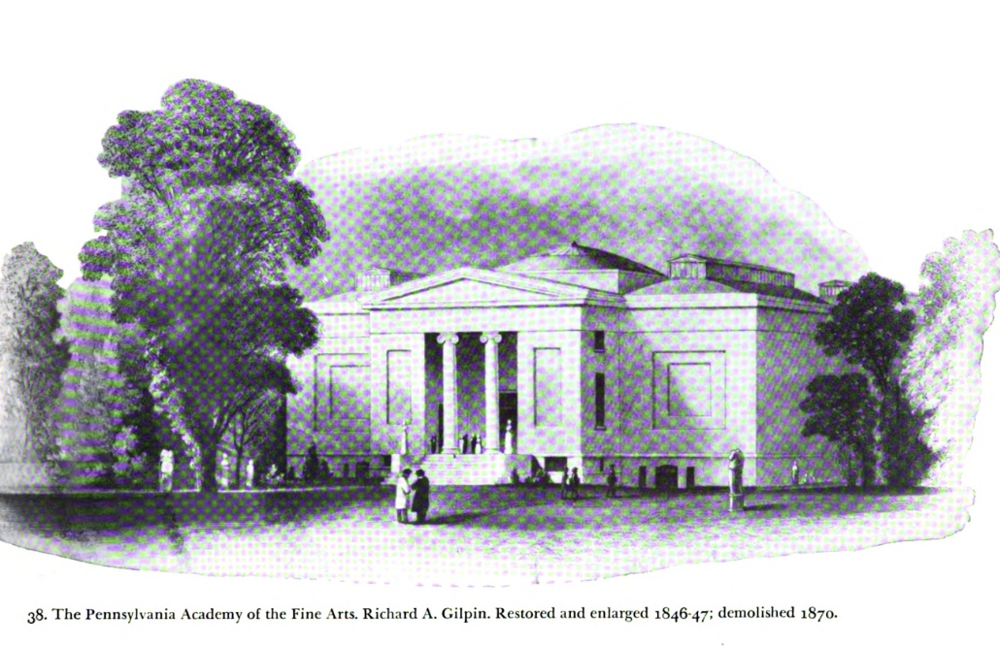 38. The Pennsylvania Academy of the Fine Arts. Richard A. Gilpin. Restored and enlarged 1846-47; demolished 1870.